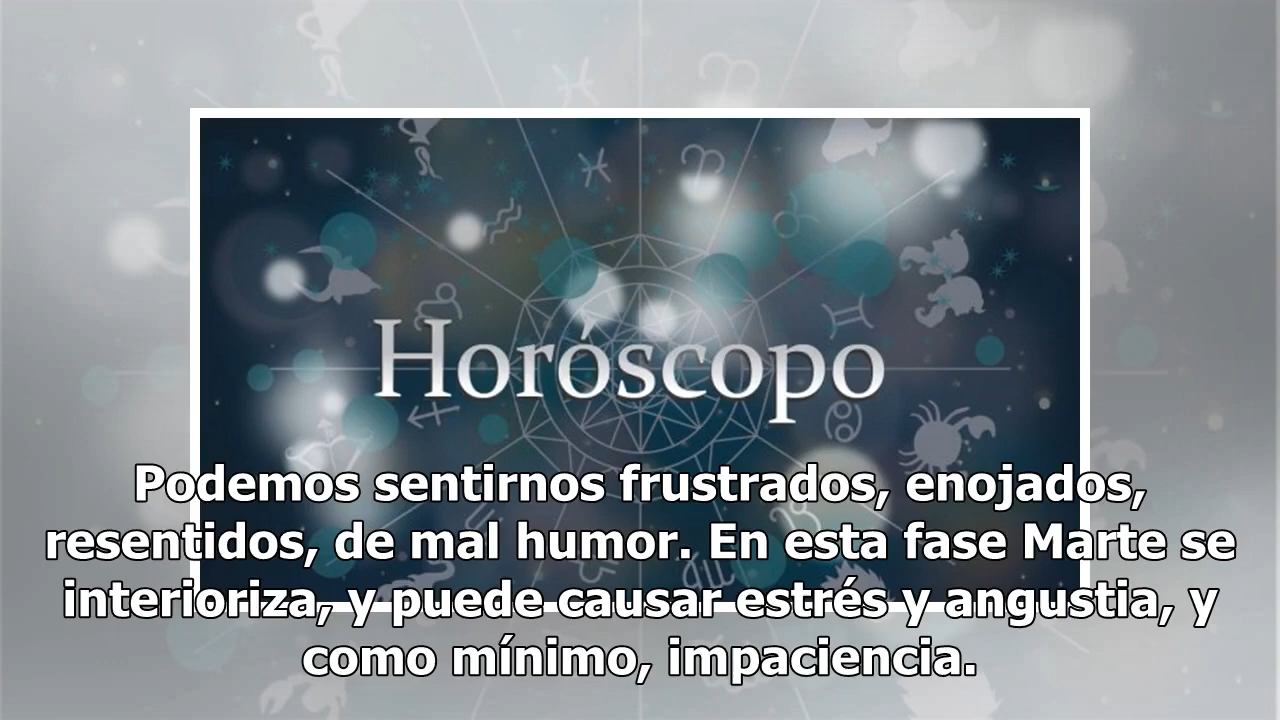 Horóscopo
Podemos sentirnos frustrados, enojados,
resentidos, de mal humor. En esta fase Marte se
interioriza, y puede causar estrés y angustia, y
como mínimo, impaciencia.